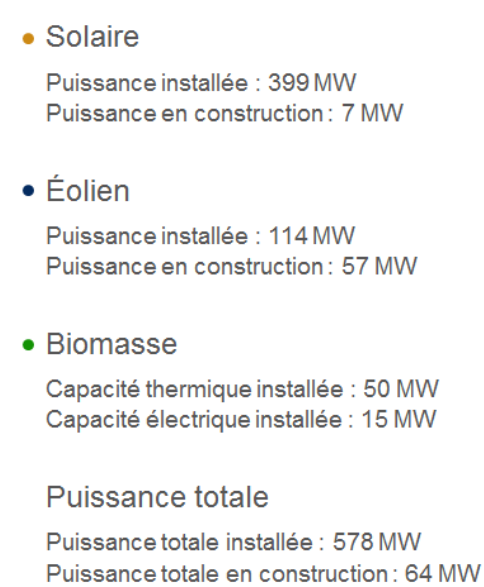 Solaire
Puissance installée : 399 MW
Puissance en construction : 7 MW
Éolien
Puissance installée : 114 MW
Puissance en construction : 57 MW
Biomasse
Capacité thermique installée : 50 MW
Capacité électrique installée : 15 MW
Puissance totale
Puissance totale installée : 578 MW
Puissance totale en construction : 64 MW